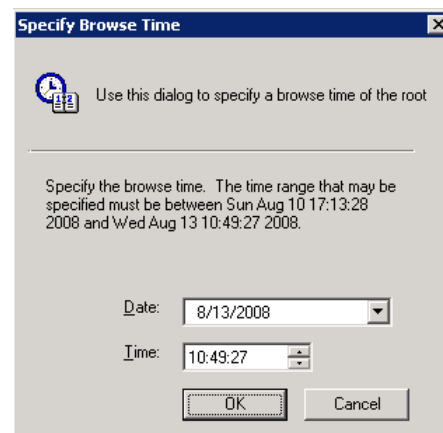 Specify Browse Time
Use this dialog to specify a browse time of the root
Specify the browse time. The time range that may be
specified must be between Sun Aug 10 17:13:28
2008 and Wed Aug 13 10:49:27 2008.
Date: 8/13/2008
Time: 10:49:27
OK Cancel